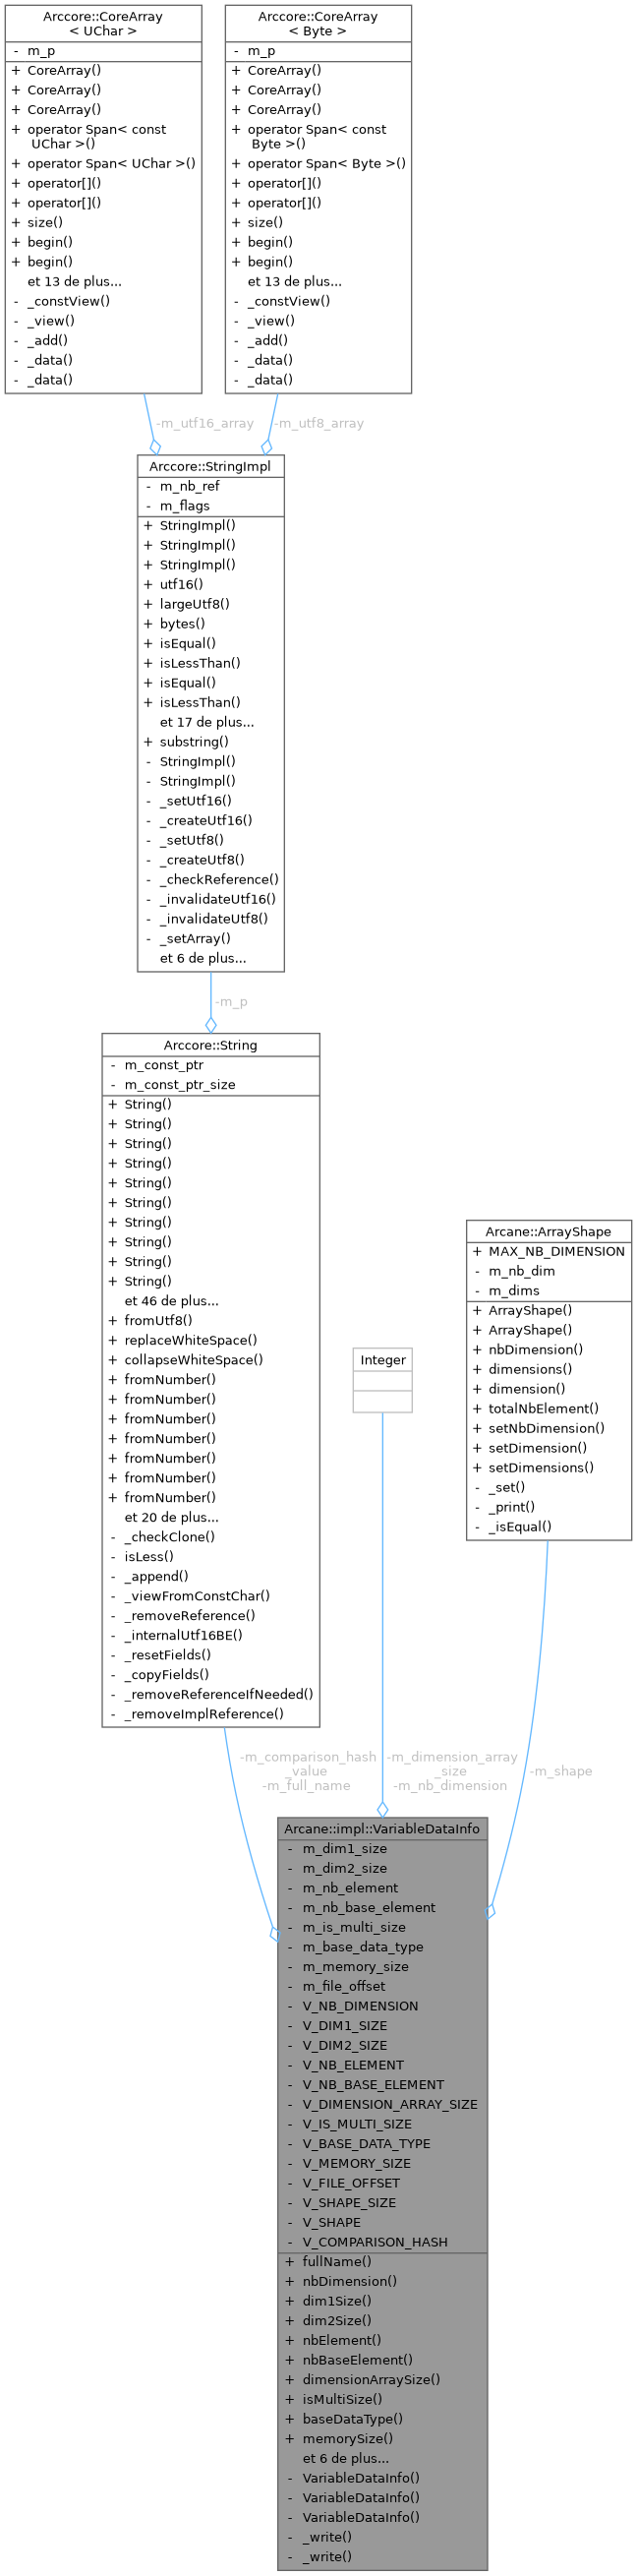 Arccore::CoreArray
< UChar >
- m_p
+ CoreArray()
+ CoreArray()
+ CoreArray()
+ operator Span< const
UChar >()
+ operator Span< UChar >()
+ operator[]()
+ operator[]()
+ size()
+ begin()
+ begin()
et 13 de plus...
- _constView()
- _view()
- _add()
- _data()
- _data()
Arccore::CoreArray
< Byte >
- m_p
+ CoreArray()
+ CoreArray()
+ CoreArray()
+ operator Span< const
Byte >()
+ operator Span< Byte >()
+ operator[]()
+ operator[]()
+ size()
+ begin()
+ begin()
et 13 de plus...
- _constView()
- _view()
- _add()
- _data()
- _data()
-m_utf16_array
-m_utf8_array
Arccore::StringImpl
- m_nb_ref
- m_flags
+ StringImpl()
+ StringImpl()
+ StringImpl()
+ utf16()
+ largeUtf8()
+ bytes()
+ isEqual()
+ isLessThan()
+ isEqual()
+ isLessThan()
et 17 de plus...
+ substring()
- StringImpl()
- StringImpl()
- _setUtf16()
- _createUtf16()
- _setUtf8()
- _createUtf8()
- _checkReference()
- _invalidateUtf16()
- _invalidateUtf8()
- _setArray()
et 6 de plus...
-m_p
Arccore::String
- m_const_ptr
- m_const_ptr_size
+ String()
+ String()
+ String()
+ String()
+ String()
+ String()
+ String()
+ String()
+ String()
+ String()
et 46 de plus...
+ fromUtf8()
+ replaceWhiteSpace()
+ collapseWhiteSpace()
+ fromNumber()
+ fromNumber()
+ fromNumber()
+ fromNumber()
+ fromNumber()
+ fromNumber()
+ fromNumber()
et 20 de plus...
- _checkClone()
- isLess()
- _append()
- _viewFromConstChar()
- _removeReference()
- _internalUtf16BE()
- _resetFields()
- _copyFields()
- _removeReferenceIfNeeded()
- _removeImplReference()
Integer
Arcane::ArrayShape
+ MAX_NB_DIMENSION
- m_nb_dim
- m_dims
+ ArrayShape()
+ ArrayShape()
+ nbDimension()
+ dimensions()
+ dimension()
+ totalNbElement()
+ setNbDimension()
+ setDimension()
+ setDimensions()
- _set()
- _print()
- _isEqual()
-m_comparison_hash
_value
-m_full_name
-m_dimension_array
_size
-m_nb_dimension
-m_shape
Arcane::impl::VariableDataInfo
- m_dim1_size
- m_dim2_size
- m_nb_element
- m_nb_base_element
- m_is_multi_size
- m_base_data_type
- m_memory_size
- m_file_offset
- V_NB_DIMENSION
- V_DIM1_SIZE
- V_DIM2_SIZE
- V_NB_ELEMENT
- V_NB_BASE_ELEMENT
- V_DIMENSION_ARRAY_SIZE
- V_IS_MULTI_SIZE
- V_BASE_DATA_TYPE
- V_MEMORY_SIZE
- V_FILE_OFFSET
- V_SHAPE_SIZE
- V_SHAPE
- V_COMPARISON_HASH
+ fullName()
+ nbDimension()
+ dim1Size()
+ dim2Size()
+ nbElement()
+ nbBaseElement()
+ dimensionArraySize()
+ isMultiSize()
+ baseDataType()
+ memorySize()
et 6 de plus...
- VariableDataInfo()
- VariableDataInfo()
- VariableDataInfo()
- _write()
- _write()